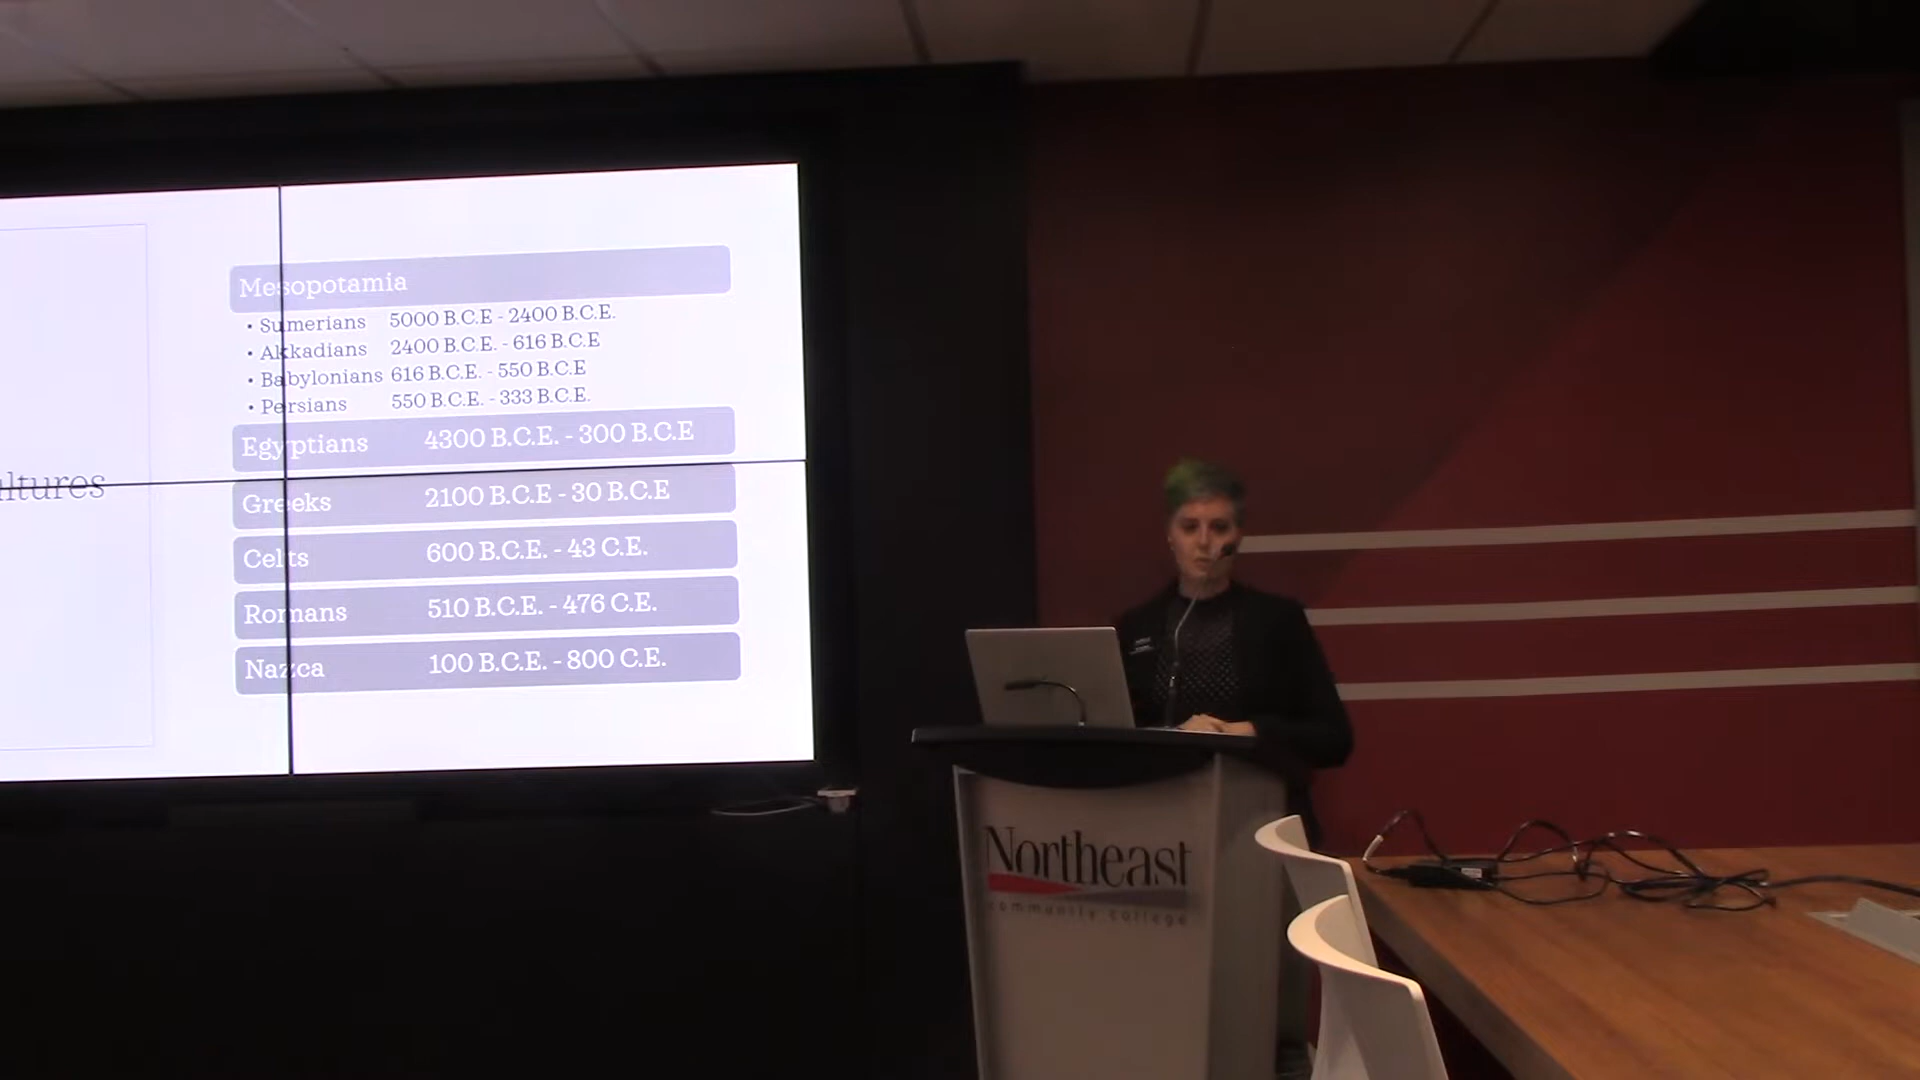 ltures
Mesopotamia
• Sumerians 5000 B.C.E - 2400 B.C.E.
• Akkadians 2400 B.C.E. - 616 B.C.E
• Babylonians 616 B.C.E. - 550 B.C.E
• Persians 550 B.C.E. - 333 B.C.E.
Egyptians 4300 B.C.E. - 300 B.C.E
Greeks 2100 B.C.E - 30 B.C.E
Celts 600 B.C.E. - 43 C.E.
Romans 510 B.C.E. - 476 C.E.
Nazca 100 B.C.E. - 800 C.E.
Northeast
community college